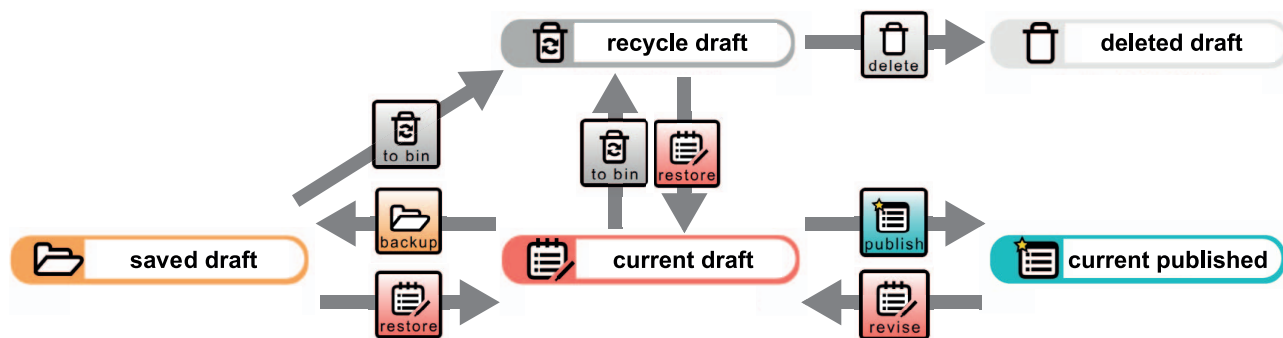 recycle draft
delete
deleted draft
to bin
to bin
restore
backup
publish
saved draft
current draft
current published
restore
revise